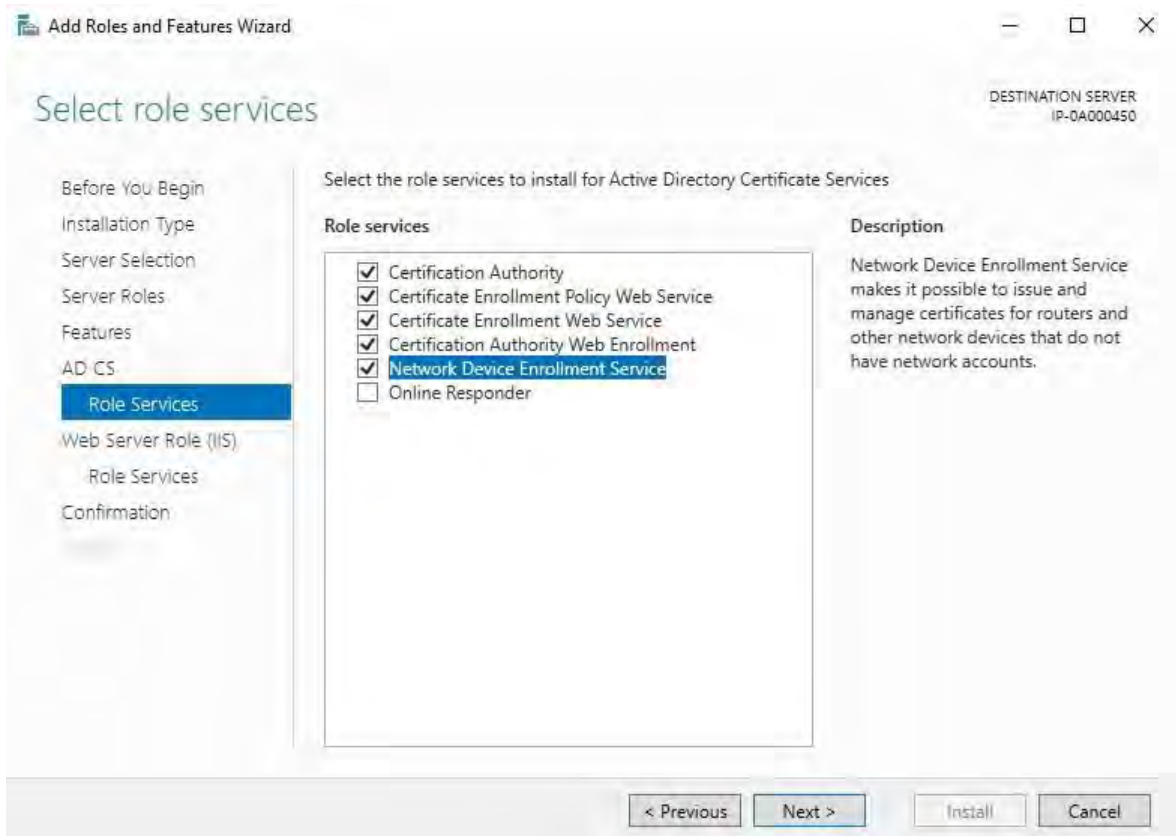 Add Roles and Features Wizard
Select role services
DESTINATION SERVER
IP-0A000450
Before You Begin
Installation Type
Server Selection
Server Roles
Features
AD CS
Role Services
Web Server Role (IIS)
Role Services
Confirmation
Select the role services to install for Active Directory Certificate Services
Role services
Certification Authority
Certificate Enrollment Policy Web Service
Certificate Enrollment Web Service
Certification Authority Web Enrollment
Network Device Enrollment Service
Online Responder
Description
Network Device Enrollment Service
makes it possible to issue and
manage certificates for routers and
other network devices that do not
have network accounts.
< Previous
Next >
Install
Cancel